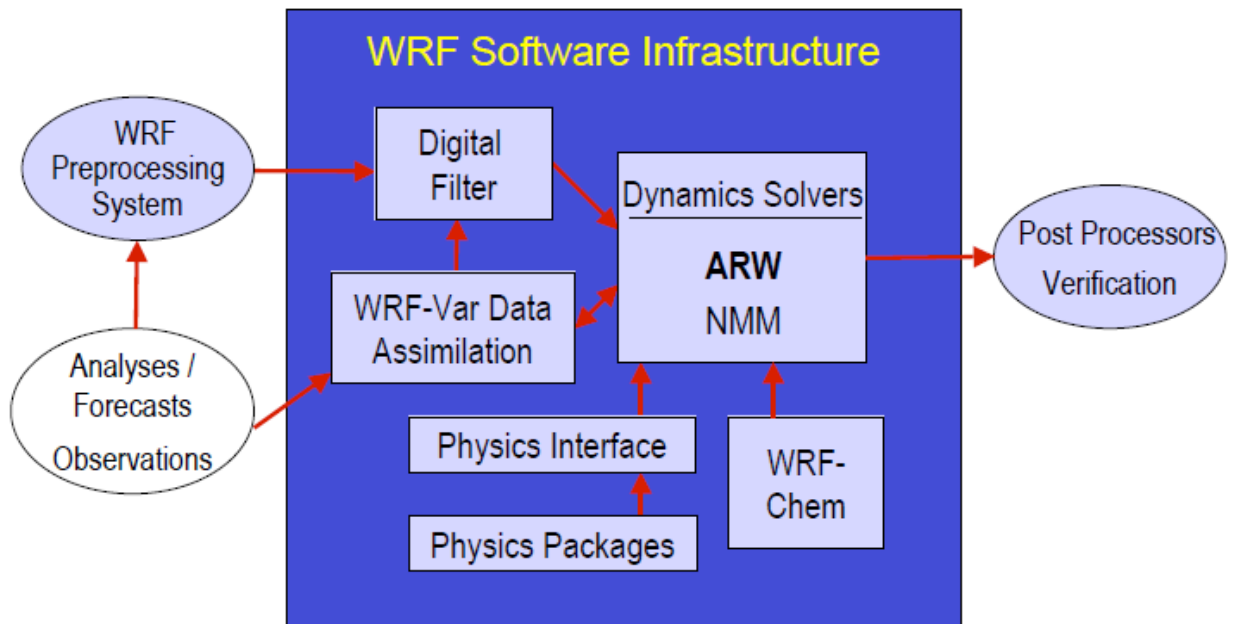 WRF Software Infrastructure
WRF
Preprocessing
System
Digital
Filter
Dynamics Solvers
ARW
NMM
Post Processors
Verification
WRF-Var Data
Assimilation
Analyses /
Forecasts
Observations
Physics Interface
WRF-
Chem
Physics Packages